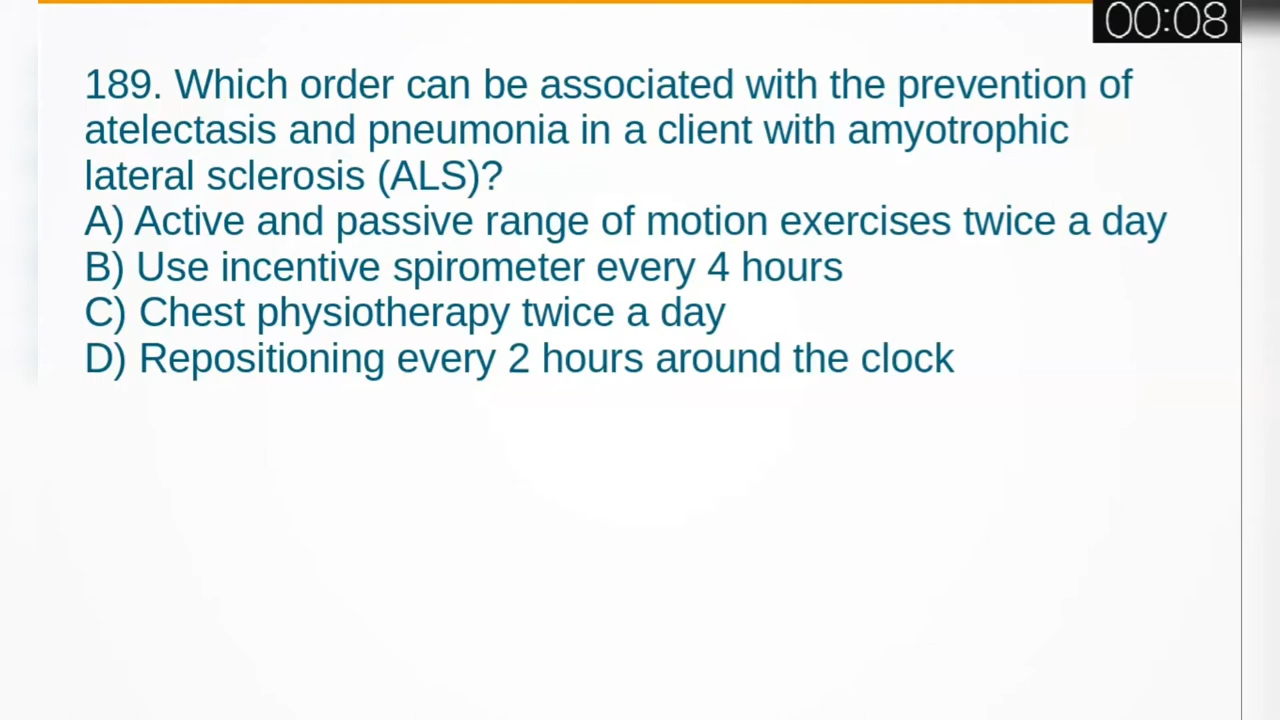 00:08
189. Which order can be associated with the prevention of
atelectasis and pneumonia in a client with amyotrophic
lateral sclerosis (ALS)?
A) Active and passive range of motion exercises twice a day
B) Use incentive spirometer every 4 hours
C) Chest physiotherapy twice a day
D) Repositioning every 2 hours around the clock